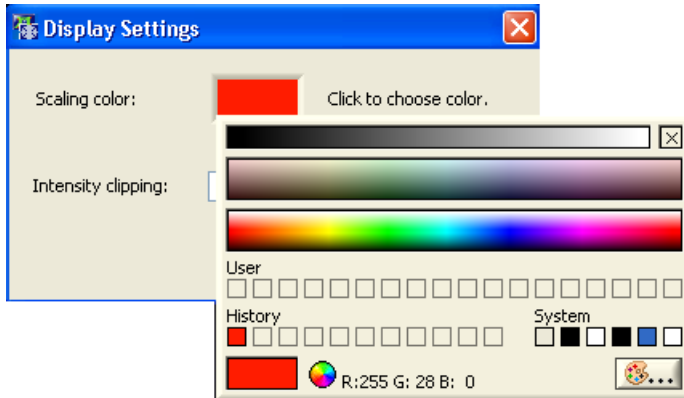 Display Settings
Scaling color:
Click to choose color.
Intensity clipping:
User
History
System
R:255 G: 28 B: 0
...